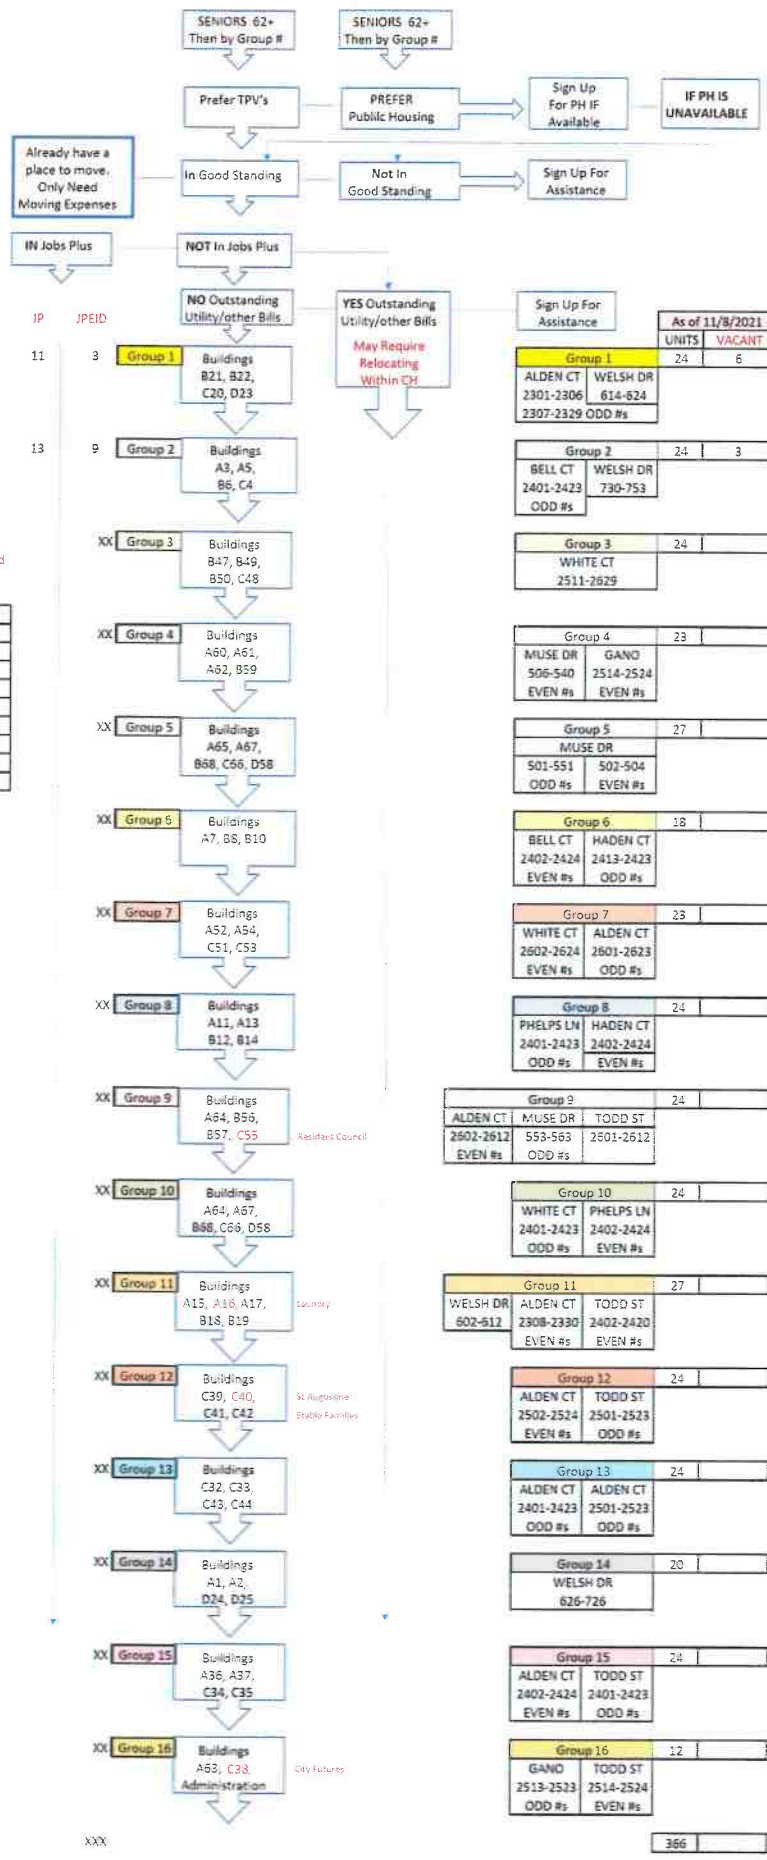 SENIORS 62+
Then by Group #
SENIORS 62+
Then by Group #
Prefer TPV's
PREFER
Public Housing
Sign Up
For PH IF
Available
IF PH IS
UNAVAILABLE
Already have a
place to move.
Only Need
Moving Expenses
In Good Standing
Not In
Good Standing
Sign Up For
Assistance
IN Jobs Plus
NOT In Jobs Plus
NO Outstanding
Utility/other Bills
YES Outstanding
Utility/other Bills
May Require
Relocating
Within CH
Sign Up For
Assistance
JP JPEID
As of 11/8/2021
UNITS VACANT
11 3 Group 1
Buildings
B21, B22,
C20, D23
Group 1 24 6
ALDEN CT WELSH DR
2301-2306 614-624
2307-2329 ODD #s
13 9 Group 2
Buildings
A3, A5,
B6, C4
Group 2 24 3
BELL CT WELSH DR
2401-2423 730-753
ODD #s
XX Group 3
Buildings
B47, B49,
B50, C48
Group 3 24
WHITE CT
2511-2629
XX Group 4
Buildings
A60, A61,
A62, B59
Group 4 23
MUSE DR GANO
506-540 2514-2524
EVEN #s EVEN #s
XX Group 5
Buildings
A65, A67,
B68, C66, D58
Group 5 27
MUSE DR
501-551 502-504
ODD #s EVEN #s
XX Group 6
Buildings
A7, B8, B10
Group 6 18
BELL CT HADEN CT
2402-2424 2413-2423
EVEN #s ODD #s
XX Group 7
Buildings
A52, A54,
C51, C53
Group 7 23
WHITE CT ALDEN CT
2602-2624 2601-2623
EVEN #s ODD #s
XX Group 8
Buildings
A11, A13
B12, B14
Group 8 24
PHELPS LN HADEN CT
2401-2423 2402-2424
ODD #s EVEN #s
XX Group 9
Buildings
A64, B56,
B57, C55
Resident Council
Group 9 24
ALDEN CT MUSE DR TODD ST
2602-2612 553-563 2601-2612
EVEN #s ODD #s
XX Group 10
Buildings
A64, A67,
B68, C66, D58
Group 10 24
WHITE CT PHELPS LN
2401-2423 2402-2424
ODD #s EVEN #s
XX Group 11
Buildings
A15, A16, A17,
B18, B19
Laundry
Group 11 27
WELSH DR ALDEN CT TODD ST
602-612 2308-2330 2402-2420
EVEN #s EVEN #s
XX Group 12
Buildings
C39, C40,
C41, C42
St Augustine
Stable Families
Group 12 24
ALDEN CT TODD ST
2502-2524 2501-2523
EVEN #s ODD #s
XX Group 13
Buildings
C32, C33,
C43, C44
Group 13 24
ALDEN CT ALDEN CT
2401-2423 2501-2523
ODD #s ODD #s
XX Group 14
Buildings
A1, A2,
D24, D25
Group 14 20
WELSH DR
626-726
XX Group 15
Buildings
A36, A37,
C34, C35
Group 15 24
ALDEN CT TODD ST
2402-2424 2401-2423
EVEN #s ODD #s
XX Group 16
Buildings
A63, C38,
Administration
City Futures
Group 16 12
GANO TODD ST
2513-2523 2514-2524
ODD #s EVEN #s
XXX
366